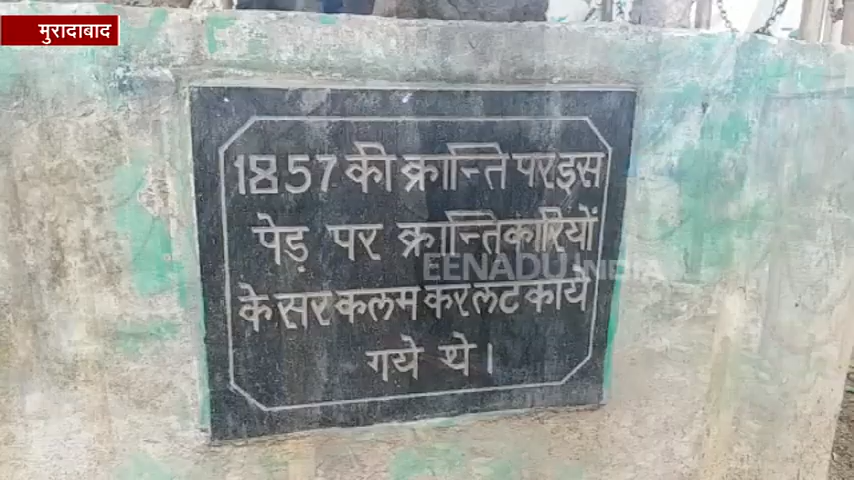 मुरादाबाद
1857 की क्रान्ति पर इस
पेड़ पर क्रान्तिकारियों
EENADU INDIA
के सर कलम कर लटकाये
गये थे।